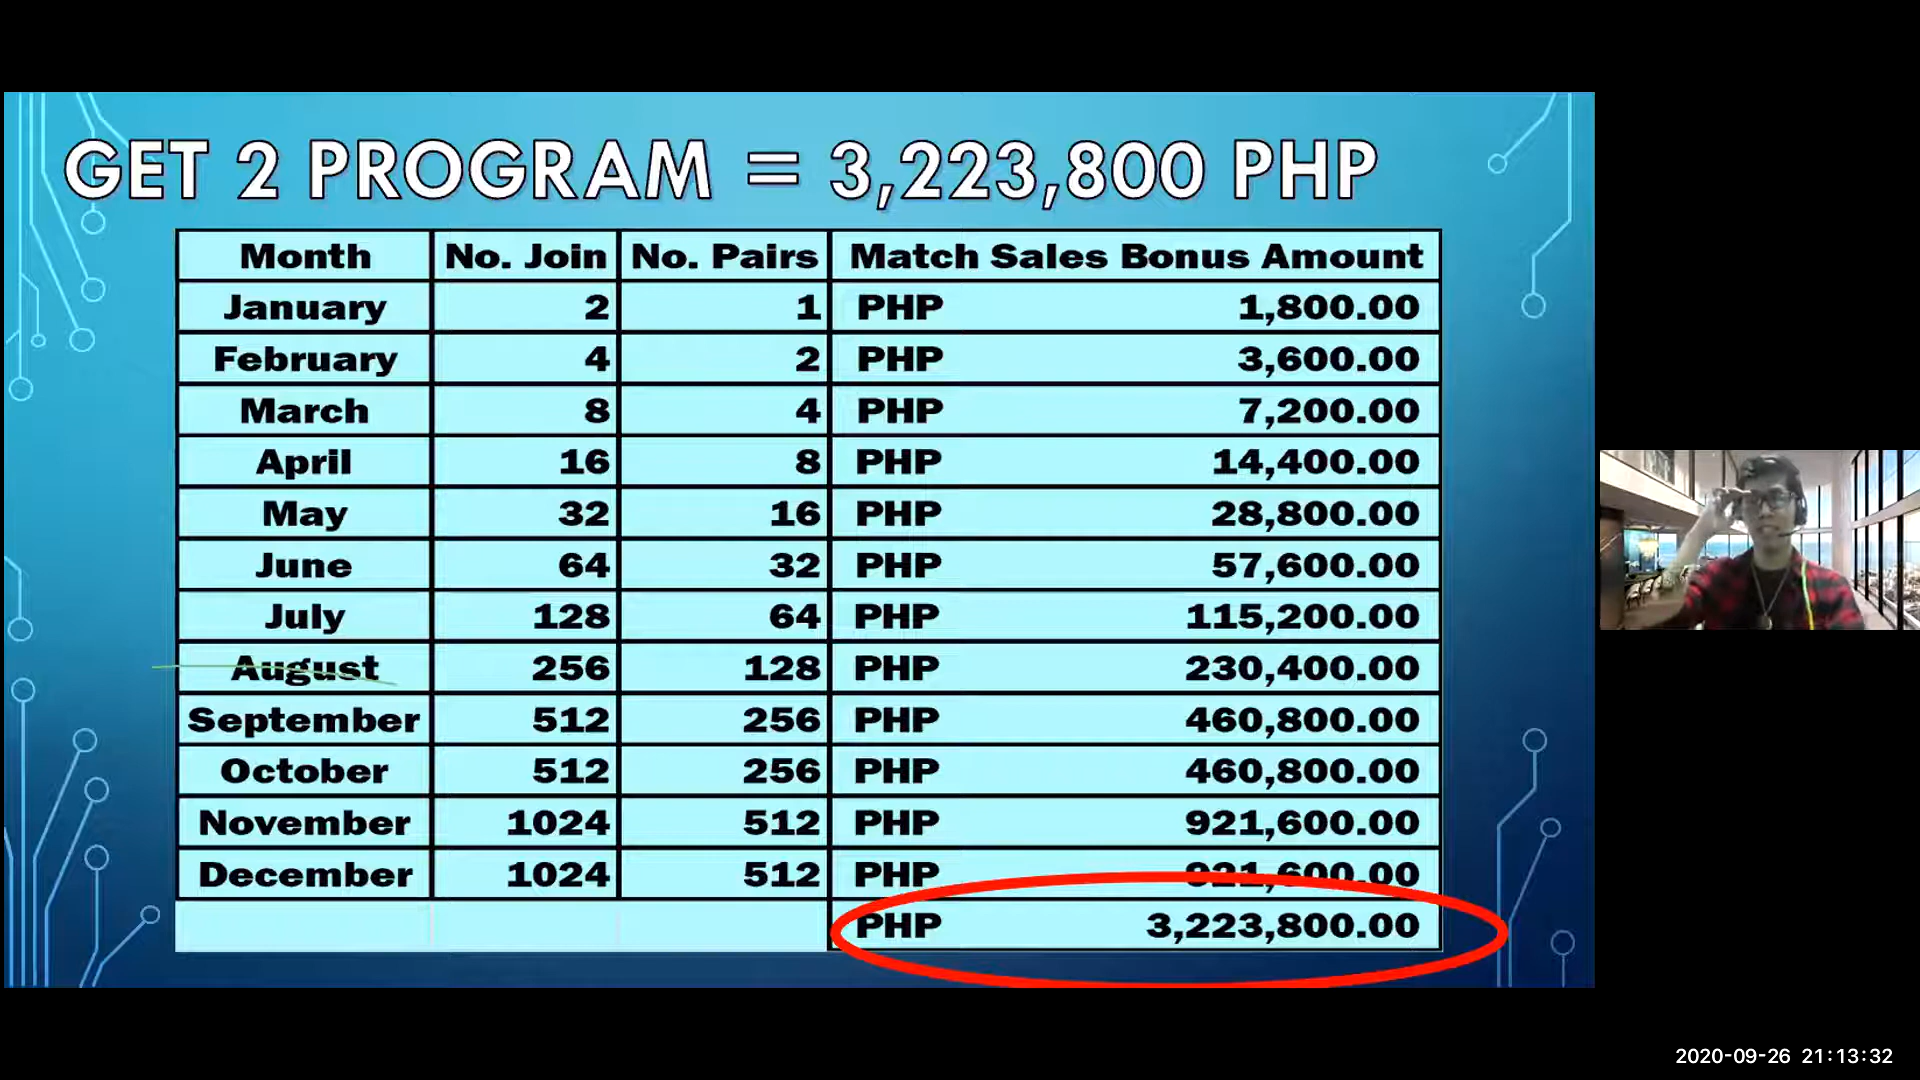 GET 2 PROGRAM = 3,223,800 PHP
Month No. Join No. Pairs Match Sales Bonus Amount
January 2 1 PHP 1,800.00
February 4 2 PHP 3,600.00
March 8 4 PHP 7,200.00
April 16 8 PHP 14,400.00
May 32 16 PHP 28,800.00
June 64 32 PHP 57,600.00
July 128 64 PHP 115,200.00
August 256 128 PHP 230,400.00
September 512 256 PHP 460,800.00
October 512 256 PHP 460,800.00
November 1024 512 PHP 921,600.00
December 1024 512 PHP 921,600.00
PHP 3,223,800.00
2020-09-26 21:13:32